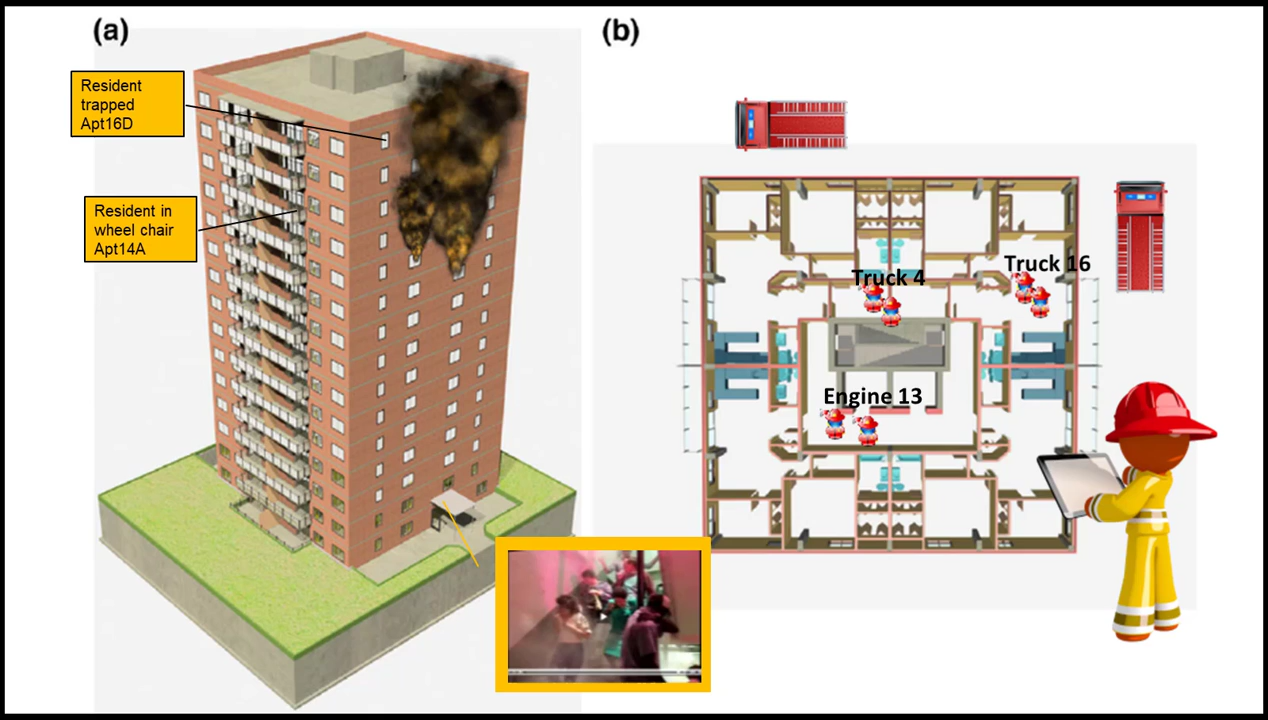 (a)
Resident
trapped
Apt16D
Resident in
wheel chair
Apt14A
(b)
Truck 4
Truck 16
Engine 13